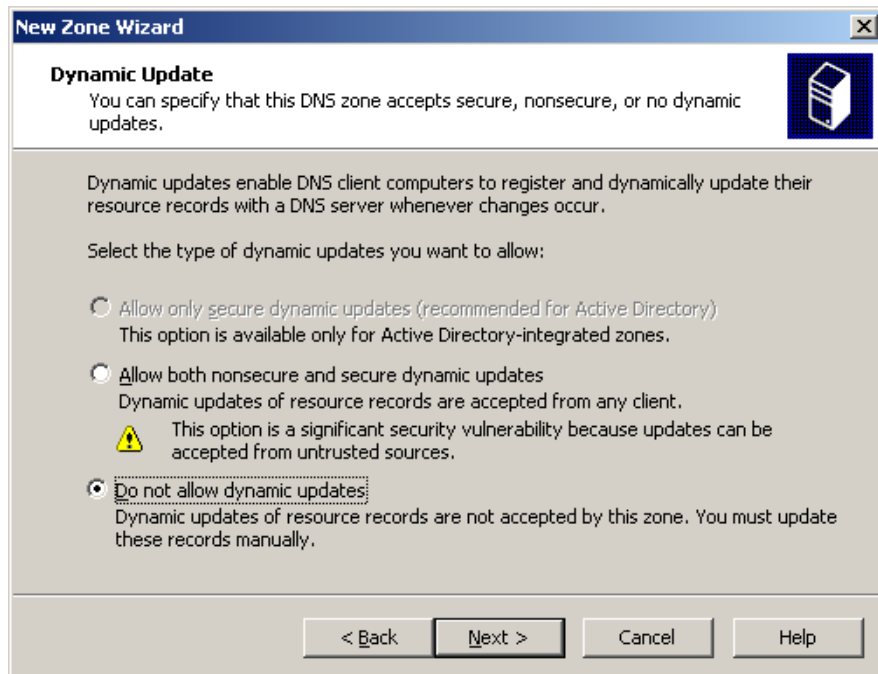 New Zone Wizard
Dynamic Update
You can specify that this DNS zone accepts secure, nonsecure, or no dynamic
updates.
Dynamic updates enable DNS client computers to register and dynamically update their
resource records with a DNS server whenever changes occur.
Select the type of dynamic updates you want to allow:
Allow only secure dynamic updates (recommended for Active Directory)
This option is available only for Active Directory-integrated zones.
Allow both nonsecure and secure dynamic updates
Dynamic updates of resource records are accepted from any client.
This option is a significant security vulnerability because updates can be
accepted from untrusted sources.
Do not allow dynamic updates
Dynamic updates of resource records are not accepted by this zone. You must update
these records manually.
< Back Next > Cancel Help